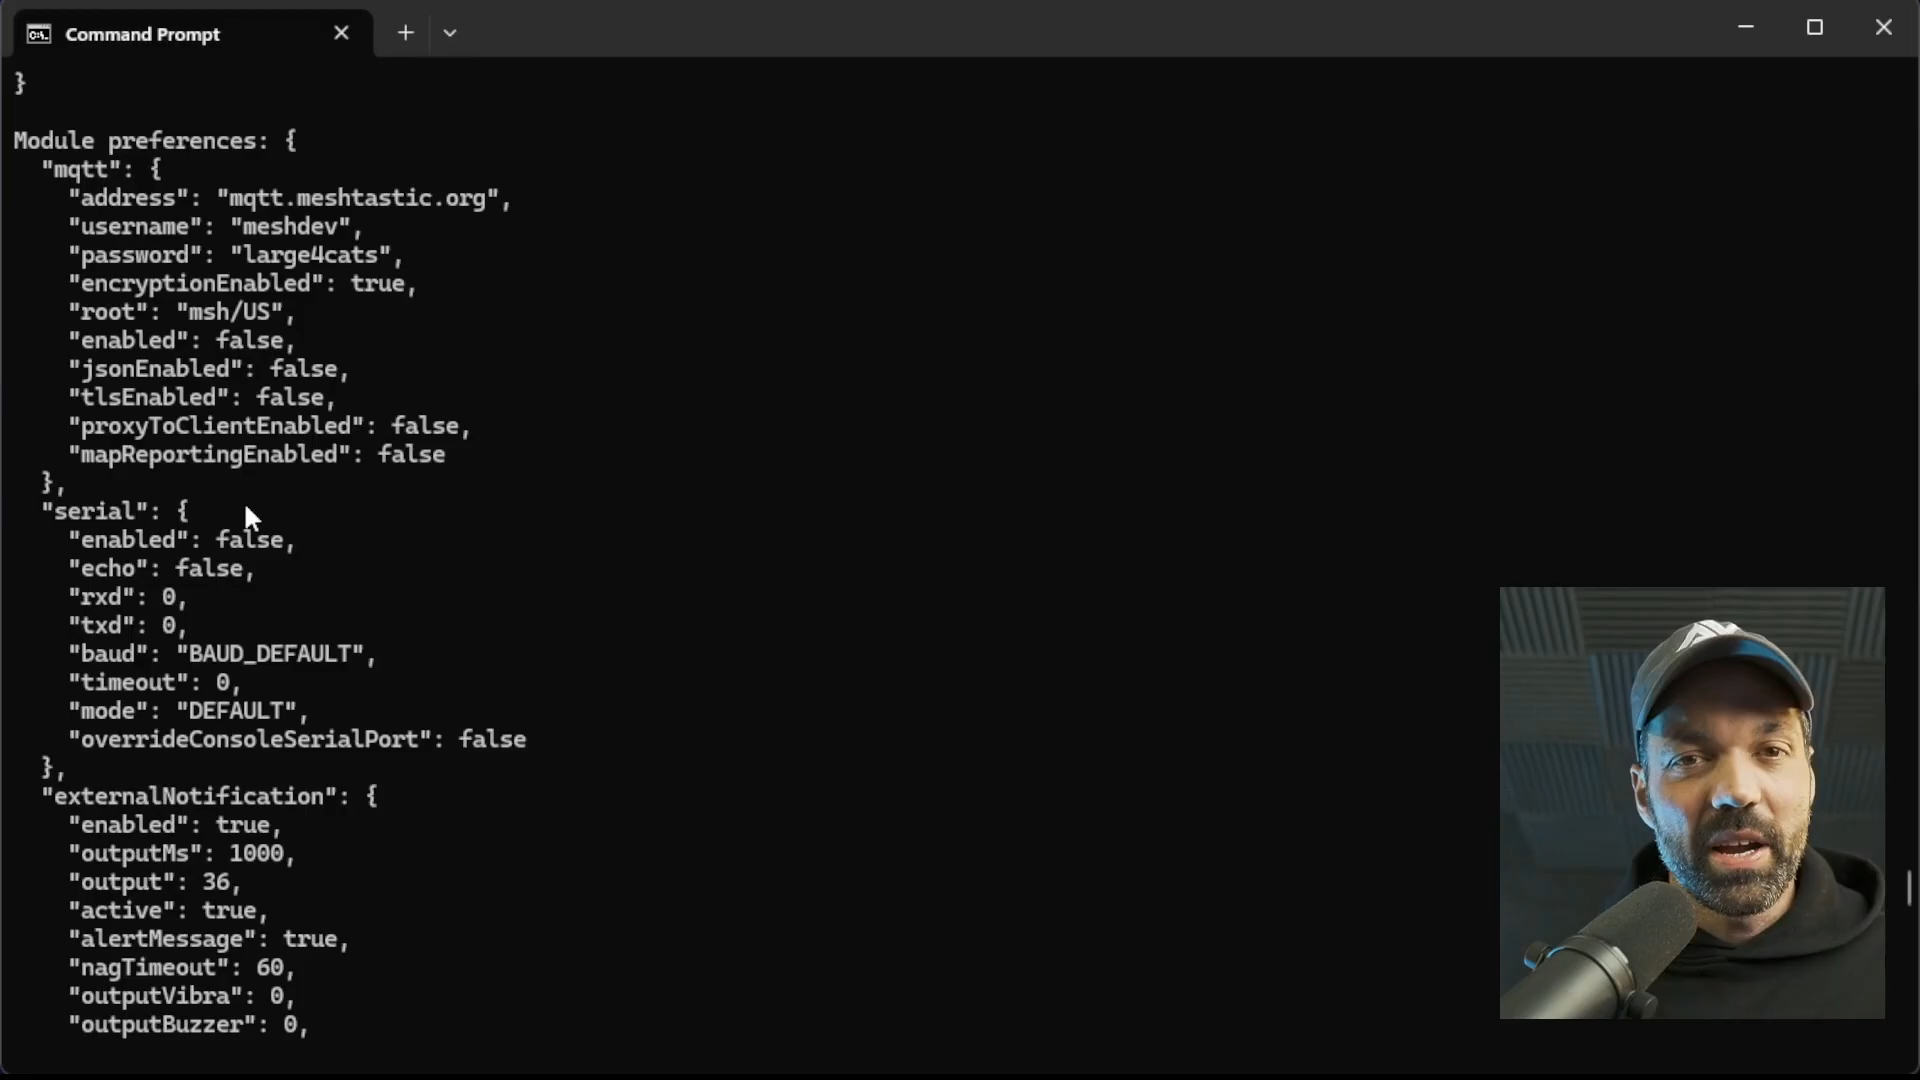 Command Prompt
}
Module preferences: {
"mqtt": {
"address": "mqtt.meshtastic.org",
"username": "meshdev",
"password": "large4cats",
"encryptionEnabled": true,
"root": "msh/US",
"enabled": false,
"jsonEnabled": false,
"tlsEnabled": false,
"proxyToClientEnabled": false,
"mapReportingEnabled": false
},
"serial": {
"enabled": false,
"echo": false,
"rxd": 0,
"txd": 0,
"baud": "BAUD_DEFAULT",
"timeout": 0,
"mode": "DEFAULT",
"overrideConsoleSerialPort": false
},
"externalNotification": {
"enabled": true,
"outputMs": 1000,
"output": 36,
"active": true,
"alertMessage": true,
"nagTimeout": 60,
"outputVibra": 0,
"outputBuzzer": 0,